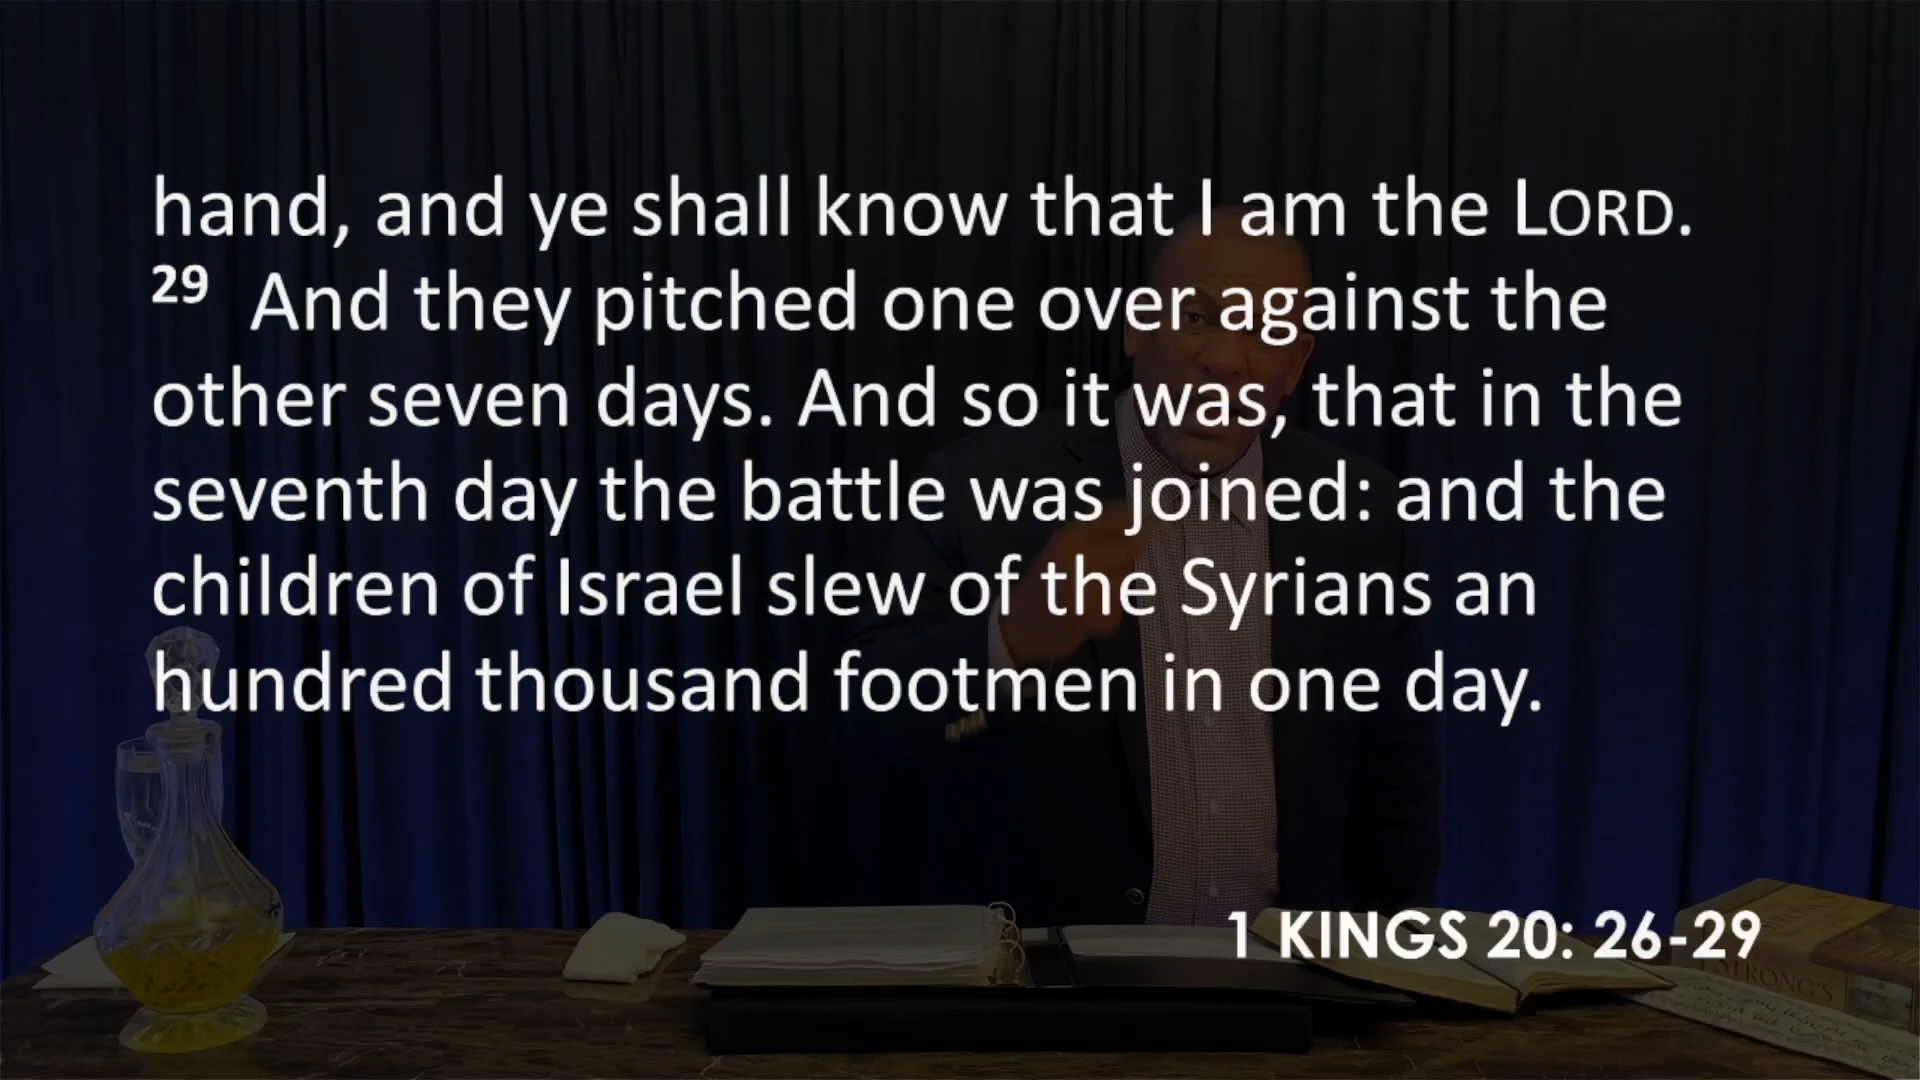 hand, and ye shall know that I am the LORD.
29 And they pitched one over against the
other seven days. And so it was, that in the
seventh day the battle was joined: and the
children of Israel slew of the Syrians an
hundred thousand footmen in one day.
1 KINGS 20: 26-29
STRONG'S